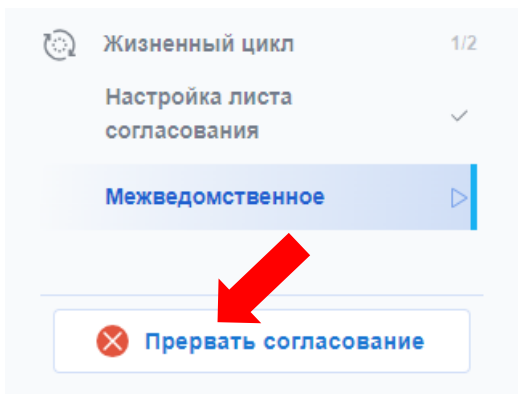 Жизненный цикл 1/2
Настройка листа
согласования
Межведомственное
Прервать согласование